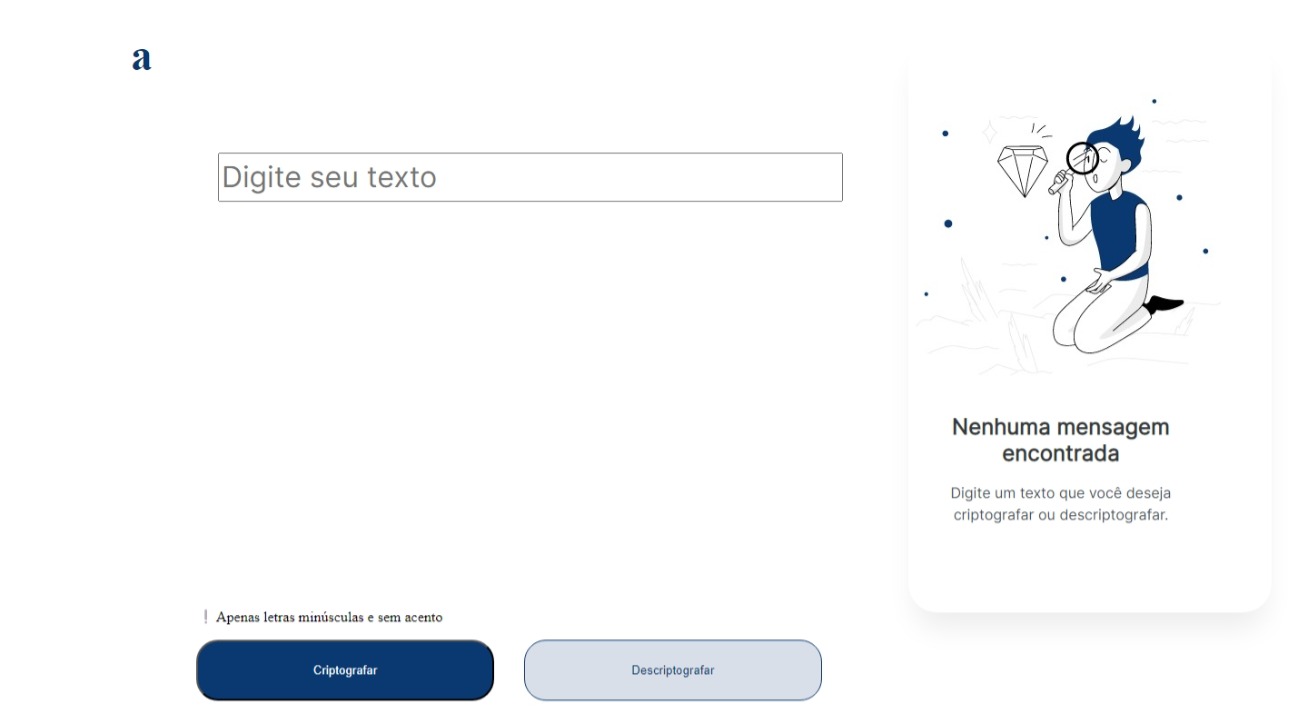 a
Digite seu texto
Nenhuma mensagem
encontrada
Digite um texto que você deseja
criptografar ou descriptografar.
❕ Apenas letras minúsculas e sem acento
Criptografar
Descriptografar